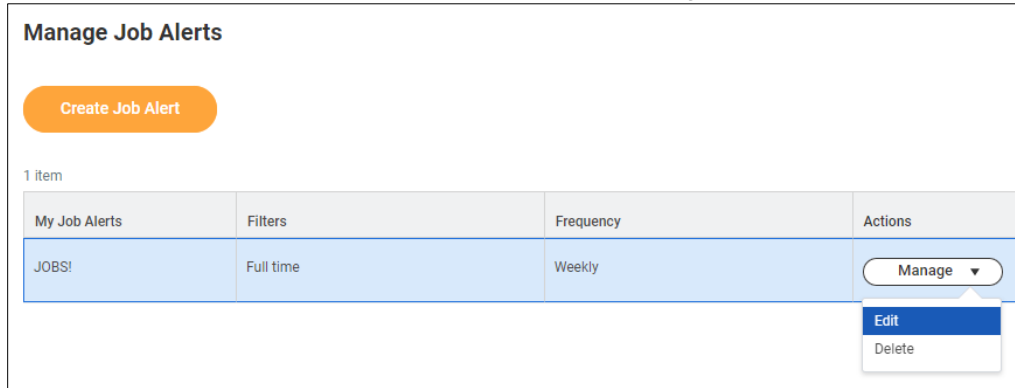 Manage Job Alerts
Create Job Alert
1 item
My Job Alerts Filters Frequency Actions
JOBS! Full time Weekly Manage
Edit
Delete